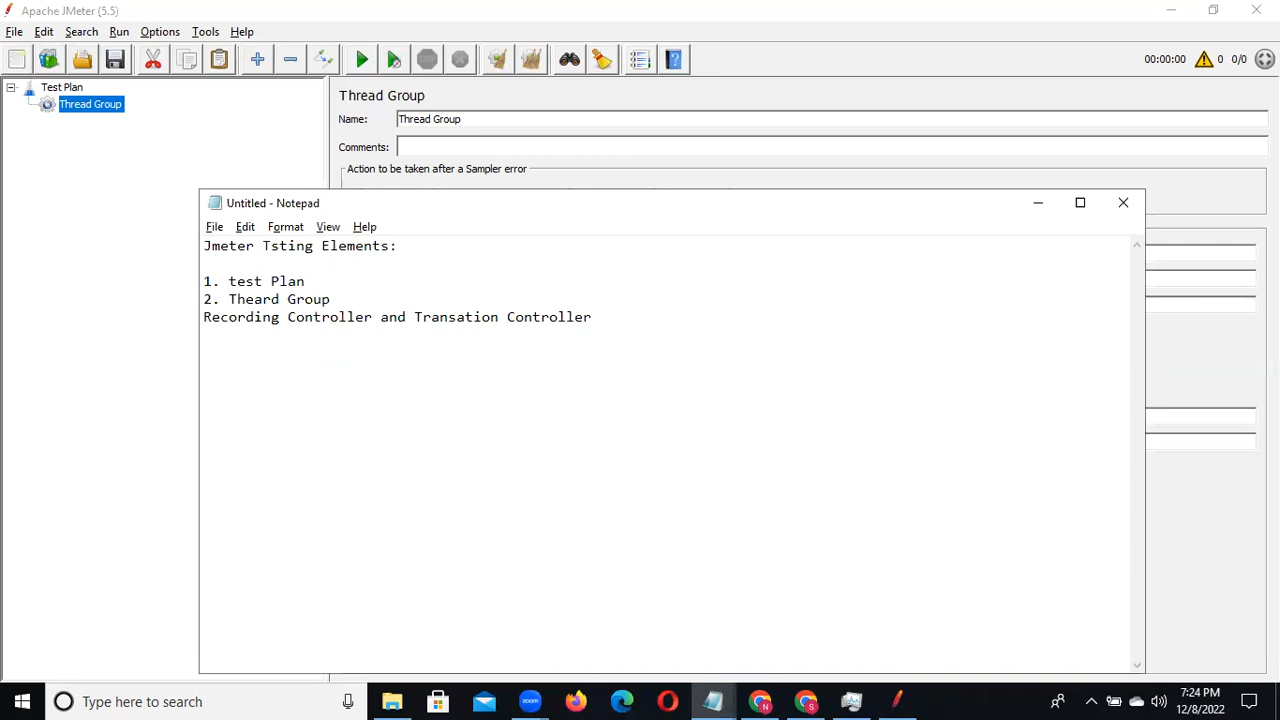 Apache JMeter (5.5)
File Edit Search Run Options Tools Help
00:00:00 0 0/0
Test Plan
Thread Group
Thread Group
Name: Thread Group
Comments:
Action to be taken after a Sampler error
Untitled - Notepad
File Edit Format View Help
Jmeter Tsting Elements:
1. test Plan
2. Theard Group
Recording Controller and Transation Controller
Type here to search
zoom
N
S
7:24 PM
12/8/2022